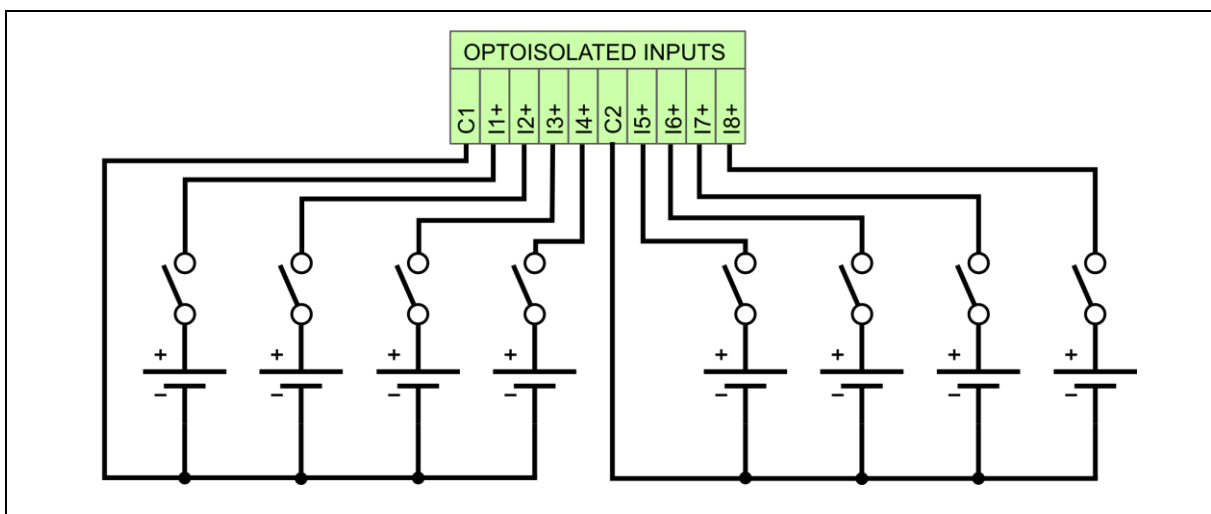 OPTOISOLATED INPUTS
C1 I1+ I2+ I3+ I4+ C2 I5+ I6+ I7+ I8+
+ + + + + + + +
− − − − − − − −